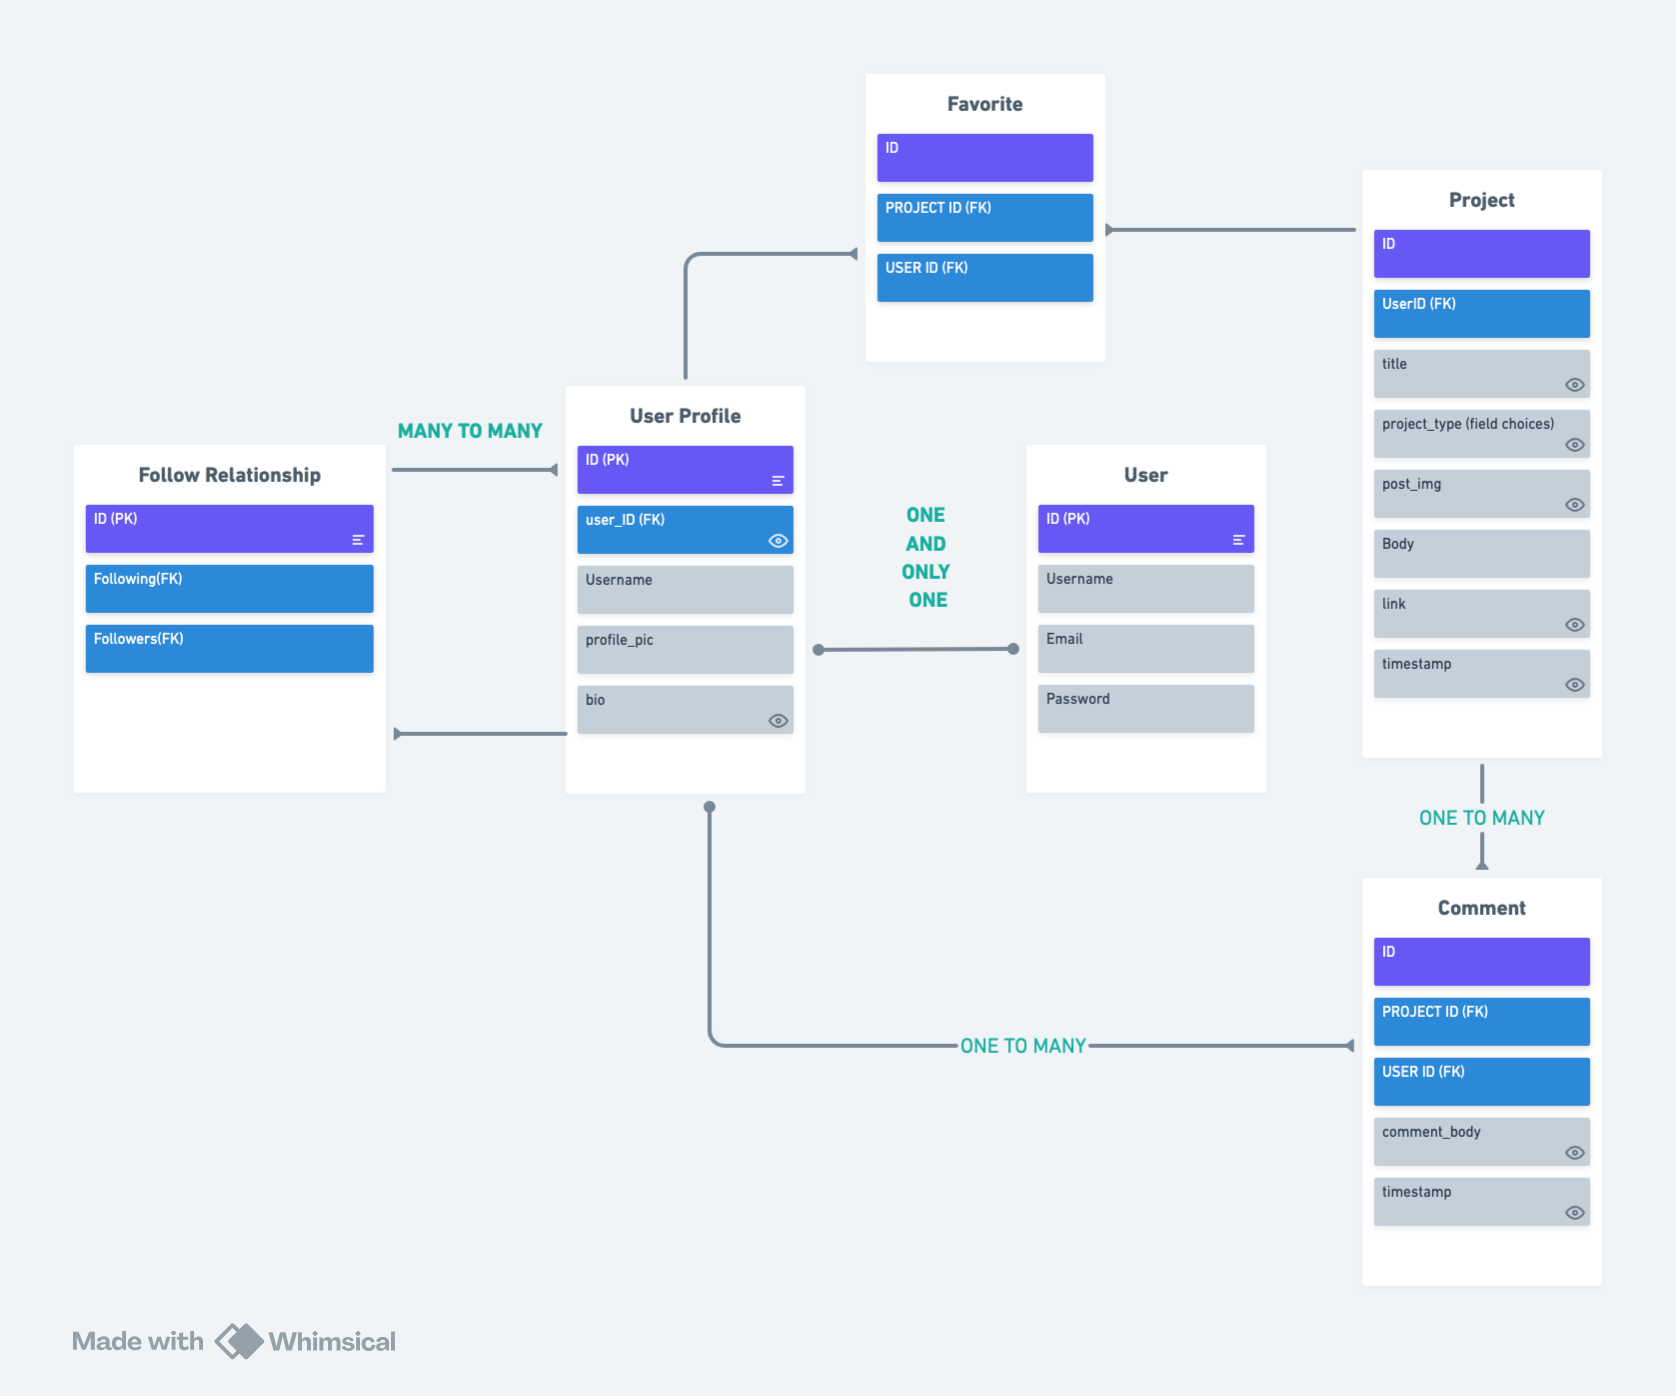 Favorite
ID
PROJECT ID (FK)
USER ID (FK)
Project
ID
UserID (FK)
title
project_type (field choices)
post_img
Body
link
timestamp
MANY TO MANY
User Profile
ID (PK)
user_ID (FK)
Username
profile_pic
bio
Follow Relationship
ID (PK)
Following(FK)
Followers(FK)
ONE
AND
ONLY
ONE
User
ID (PK)
Username
Email
Password
ONE TO MANY
Comment
ID
PROJECT ID (FK)
USER ID (FK)
comment_body
timestamp
ONE TO MANY
Made with Whimsical